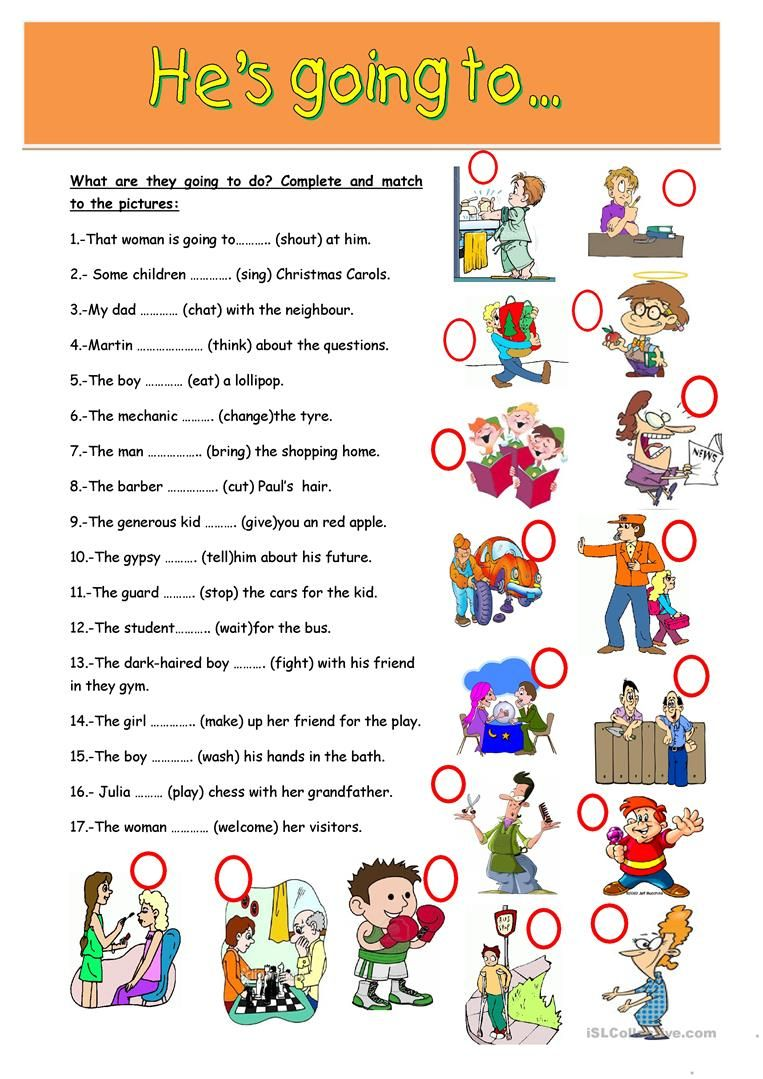 He's going to...
What are they going to do? Complete and match
to the pictures:
1.-That woman is going to……….. (shout) at him.
2.- Some children …………. (sing) Christmas Carols.
3.-My dad ………… (chat) with the neighbour.
4.-Martin ………………… (think) about the questions.
5.-The boy ………… (eat) a lollipop.
6.-The mechanic ………. (change)the tyre.
7.-The man …………….. (bring) the shopping home.
8.-The barber ……………. (cut) Paul's hair.
9.-The generous kid ………. (give)you an red apple.
10.-The gypsy ………. (tell)him about his future.
11.-The guard ………. (stop) the cars for the kid.
12.-The student……….. (wait)for the bus.
13.-The dark-haired boy ………. (fight) with his friend
in they gym.
14.-The girl ………….. (make) up her friend for the play.
15.-The boy …………. (wash) his hands in the bath.
16.- Julia ……… (play) chess with her grandfather.
17.-The woman ………… (welcome) her visitors.
NEWS
BUS
STOP
iSLCollective.com